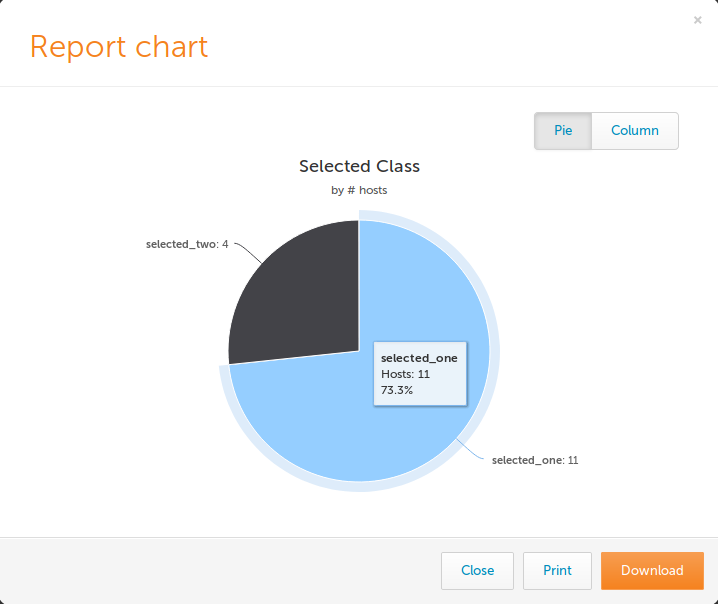 ×
Report chart
Pie
Column
Selected Class
by # hosts
selected_two: 4
selected_one
Hosts: 11
73.3%
selected_one: 11
Close
Print
Download